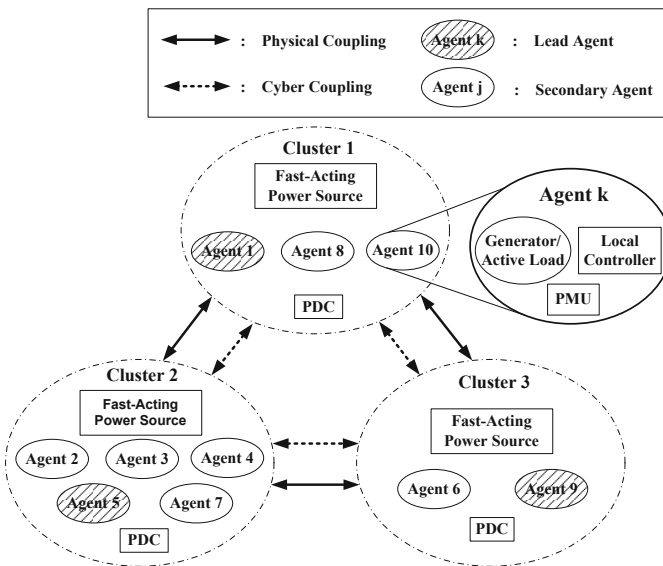 : Physical Coupling
Agent k : Lead Agent
: Cyber Coupling
Agent j : Secondary Agent
Cluster 1
Fast-Acting
Power Source
Agent 1
Agent 8
Agent 10
PDC
Agent k
Generator/
Active Load
Local
Controller
PMU
Cluster 2
Fast-Acting
Power Source
Agent 2
Agent 3
Agent 4
Agent 5
Agent 7
PDC
Cluster 3
Fast-Acting
Power Source
Agent 6
Agent 9
PDC